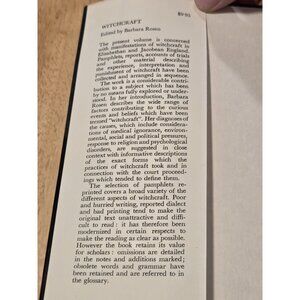 $9.95
WITCHCRAFT
Edited by Barbara Rosen
The present volume is concerned
with manifestations of witchcraft in
Elizabethan and Jacobean England.
Pamphlets, reports, accounts of trials
and other material describing
the experience, interpretation and
punishment of witchcraft have been
collected and arranged in sequence.
The work is a considerable contri-
bution to a subject which has been
by no means fully explored or under-
stood. In her introduction, Barbara
Rosen describes the wide range of
factors contributing to the curious
events and beliefs which have been
termed "witchcraft". Her diagnoses of
the causes, which include considera-
tions of medical ignorance, environ-
mental, social and political pressures,
response to religion and psychological
disorders, are suggested in close
context with informative descriptions
of the exact forms which the
practices of witchcraft took and in
connection with the court proceed-
ings which tended to define them.
The selection of pamphlets re-
printed covers a broad variety of the
different aspects of witchcraft. Poor
and hurried writing, reported dialect
and bad printing tend to make the
original text unattractive and diffi-
cult to read: it has therefore been
modernized in certain respects to
make the reading as clear as possible.
However the book retains its value
for scholars: omissions are detailed
in the notes and additions marked;
obsolete words and grammar have
been retained and are referred to in
the glossary.